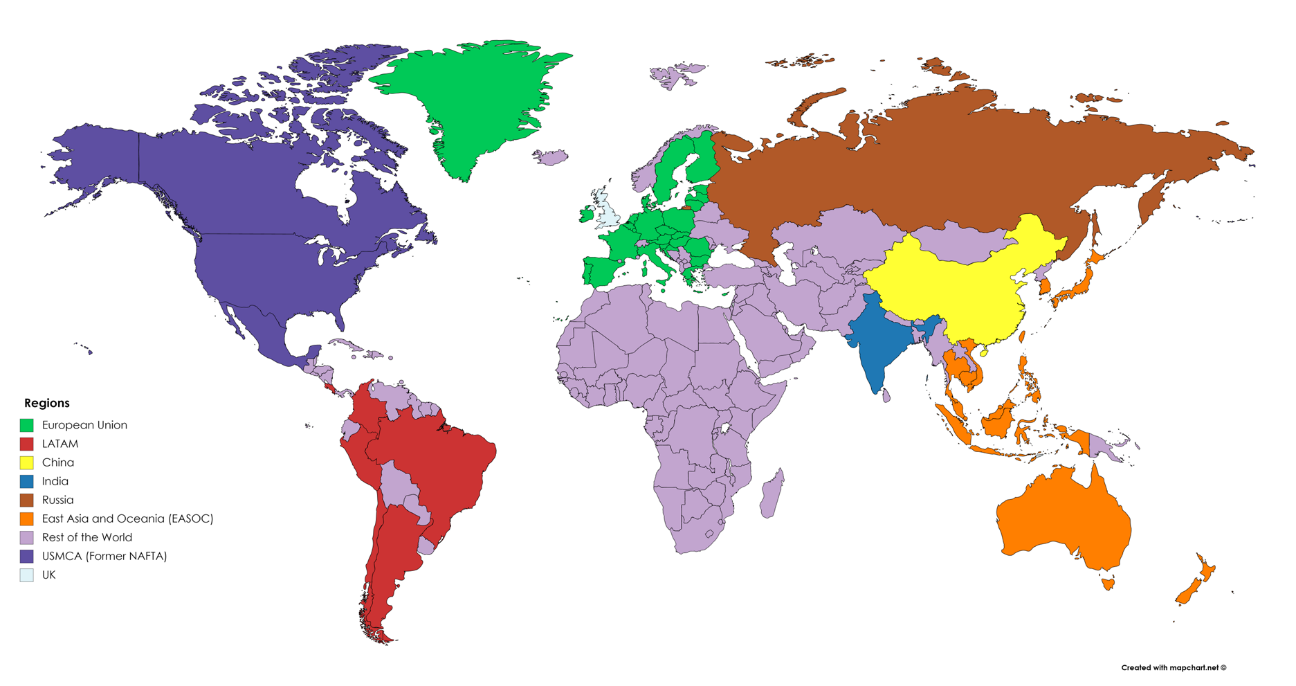 Regions
European Union
LATAM
China
India
Russia
East Asia and Oceania (EASOC)
Rest of the World
USMCA (Former NAFTA)
UK
Created with mapchart.net ©